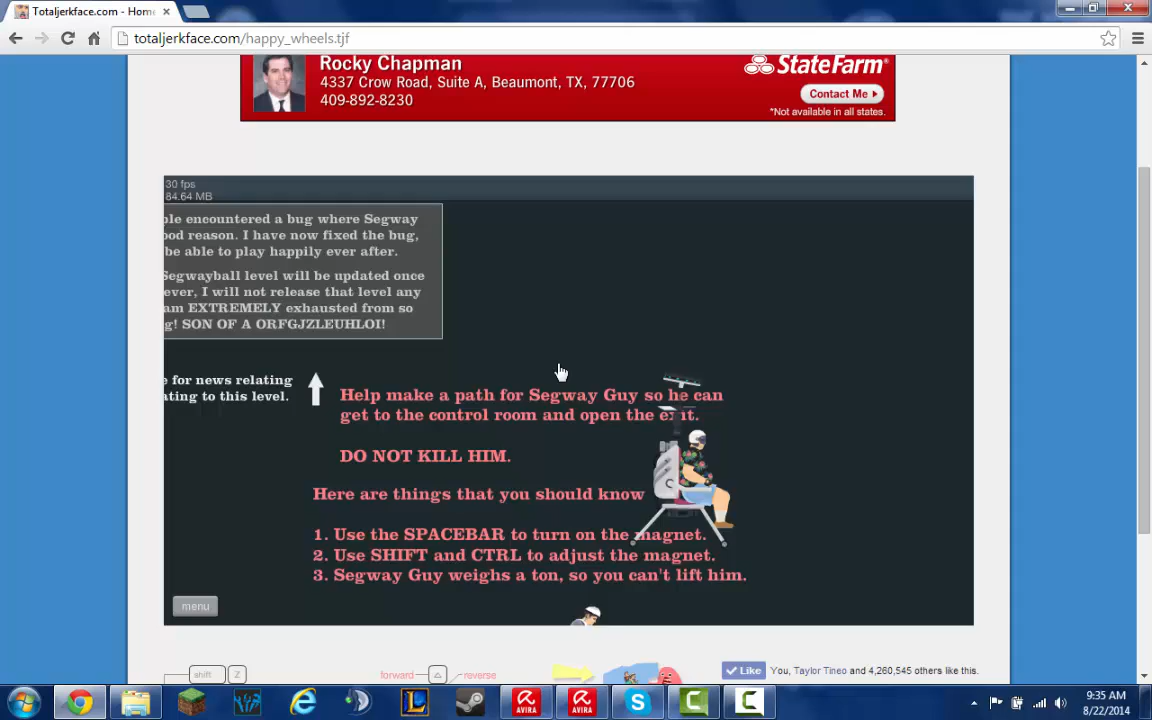 Totaljerkface.com - Hom
totaljerkface.com/happy_wheels.tjf
Rocky Chapman
4337 Crow Road, Suite A, Beaumont, TX, 77706
409-892-8230
StateFarm®
Contact Me
*Not available in all states.
30 fps
84.64 MB
ple encountered a bug where Segway
ood reason. I have now fixed the bug,
be able to play happily ever after.
Segwayball level will be updated once
ever, I will not release that level any
am EXTREMELY exhausted from so
g! SON OF A ORFGJZLEUHLOI!
e for news relating
ating to this level.
Help make a path for Segway Guy so he can
get to the control room and open the exit.
DO NOT KILL HIM.
Here are things that you should know
1. Use the SPACEBAR to turn on the magnet.
2. Use SHIFT and CTRL to adjust the magnet.
3. Segway Guy weighs a ton, so you can't lift him.
menu
shift Z forward reverse
Like You, Taylor Tineo and 4,260,545 others like this.
AVIRA AVIRA
9:35 AM
8/22/2014